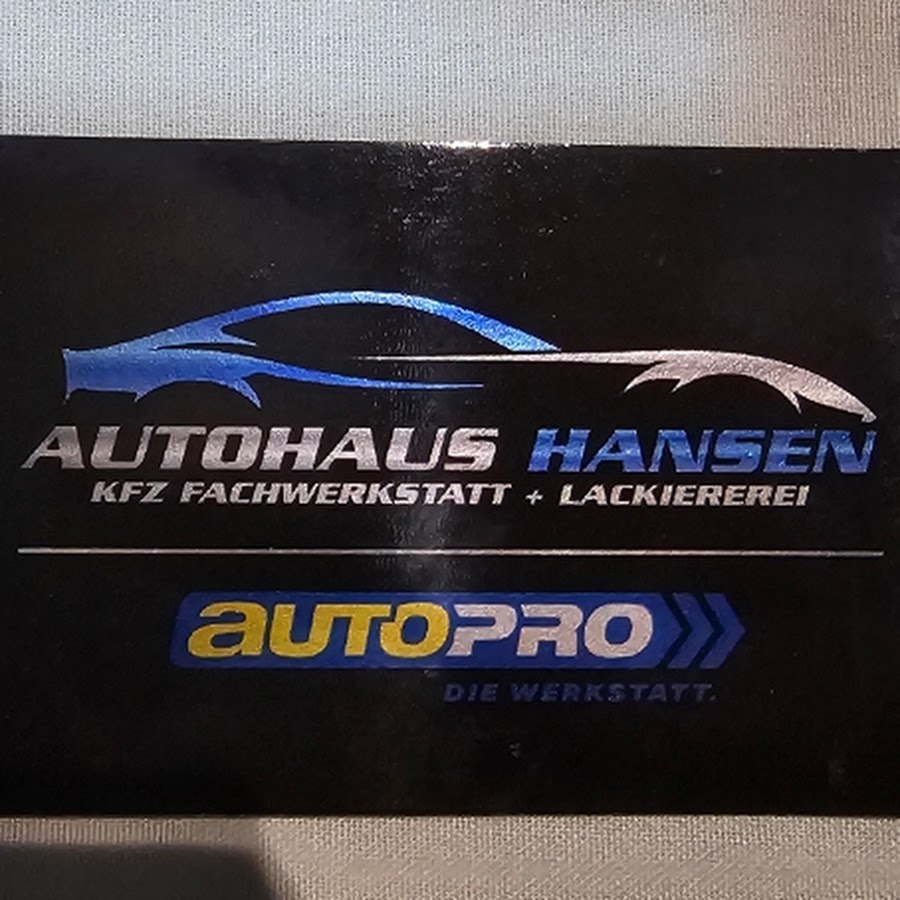 AUTOHAUS HANSEN
KFZ FACHWERKSTATT + LACKIEREREI
autoPRO
DIE WERKSTATT.